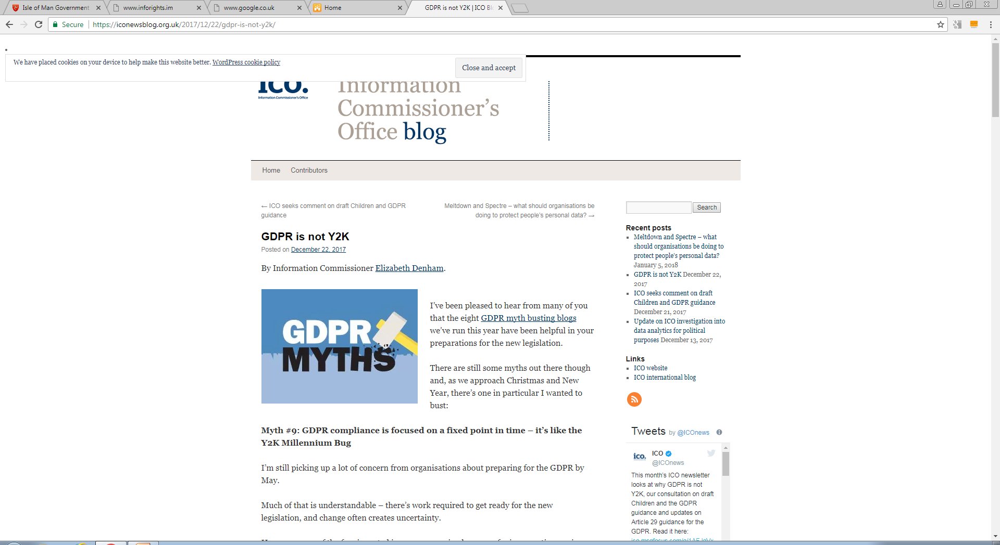 Isle of Man Government
www.inforights.im
www.google.co.uk
Home
GDPR is not Y2K | ICO Bl
Secure
https://iconewsblog.org.uk/2017/12/22/gdpr-is-not-y2k/
We have placed cookies on your device to help make this website better. WordPress cookie policy
Close and accept
ico.
Information Commissioner's Office
Information
Commissioner's
Office blog
Home
Contributors
← ICO seeks comment on draft Children and GDPR
guidance
Meltdown and Spectre – what should organisations be
doing to protect people's personal data? →
GDPR is not Y2K
Posted on December 22, 2017
By Information Commissioner Elizabeth Denham.
GDPR
MYTHS
I've been pleased to hear from many of you
that the eight GDPR myth busting blogs
we've run this year have been helpful in your
preparations for the new legislation.
There are still some myths out there though
and, as we approach Christmas and New
Year, there's one in particular I wanted to
bust:
Myth #9: GDPR compliance is focused on a fixed point in time – it's like the
Y2K Millennium Bug
I'm still picking up a lot of concern from organisations about preparing for the GDPR by
May.
Much of that is understandable – there's work required to get ready for the new
legislation, and change often creates uncertainty.
Search
Recent posts
Meltdown and Spectre – what
should organisations be doing to
protect people's personal data?
January 5, 2018
GDPR is not Y2K December 22,
2017
ICO seeks comment on draft
Children and GDPR guidance
December 21, 2017
Update on ICO investigation into
data analytics for political
purposes December 13, 2017
Links
ICO website
ICO international blog
Tweets by @ICOnews
ico.
ICO
@ICOnews
This month's ICO newsletter
looks at why GDPR is not
Y2K, our consultation on draft
Children and the GDPR
guidance and updates on
Article 29 guidance for the
GDPR. Read it here: